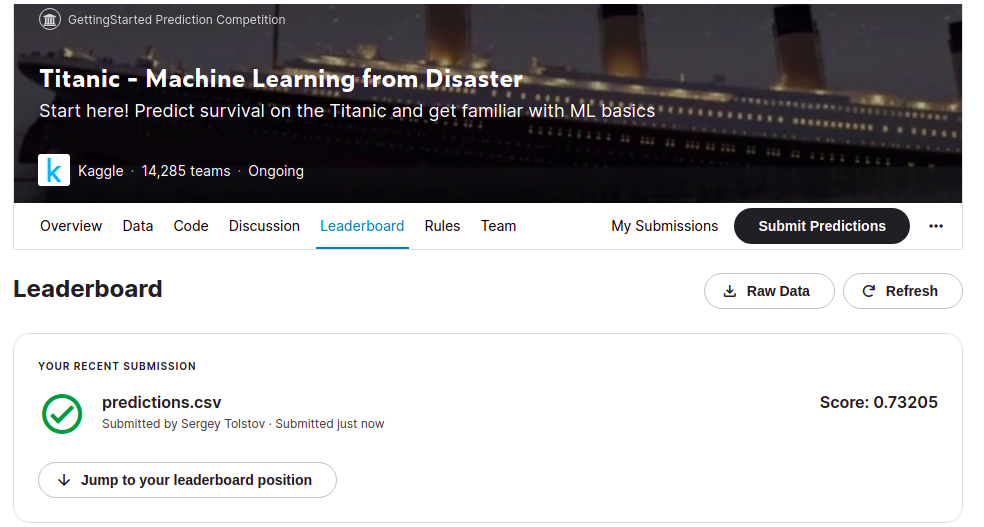 GettingStarted Prediction Competition
Titanic - Machine Learning from Disaster
Start here! Predict survival on the Titanic and get familiar with ML basics
k Kaggle · 14,285 teams · Ongoing
Overview Data Code Discussion Leaderboard Rules Team My Submissions Submit Predictions ···
Leaderboard Raw Data Refresh
YOUR RECENT SUBMISSION
predictions.csv Score: 0.73205
Submitted by Sergey Tolstov · Submitted just now
Jump to your leaderboard position